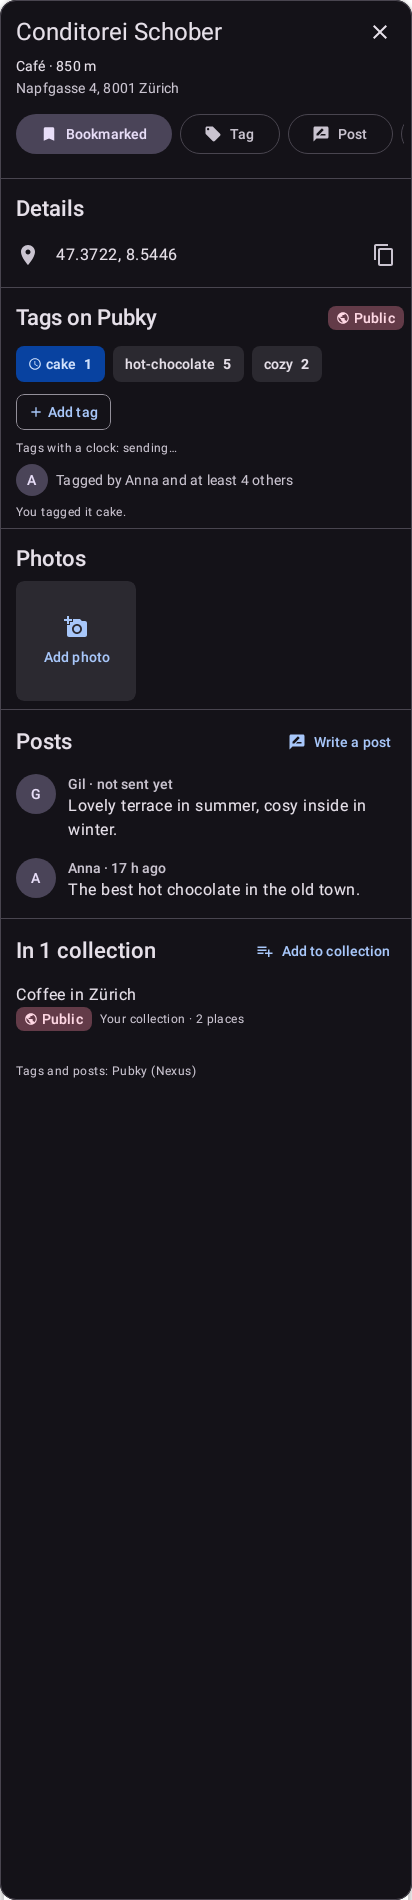 Conditorei Schober
Café · 850 m
Napfgasse 4, 8001 Zürich
Bookmarked
Tag
Post
Details
47.3722, 8.5446
Tags on Pubky
Public
cake 1
hot-chocolate 5
cozy 2
+ Add tag
Tags with a clock: sending…
A
Tagged by Anna and at least 4 others
You tagged it cake.
Photos
Add photo
Posts
Write a post
G
Gil · not sent yet
Lovely terrace in summer, cosy inside in
winter.
A
Anna · 17 h ago
The best hot chocolate in the old town.
In 1 collection
Add to collection
Coffee in Zürich
Public
Your collection · 2 places
Tags and posts: Pubky (Nexus)